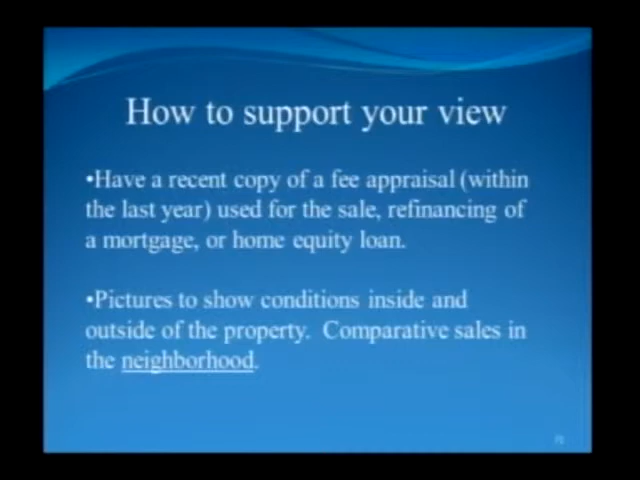 How to support your view
•Have a recent copy of a fee appraisal (within
the last year) used for the sale, refinancing of
a mortgage, or home equity loan.
•Pictures to show conditions inside and
outside of the property.  Comparative sales in
the neighborhood.